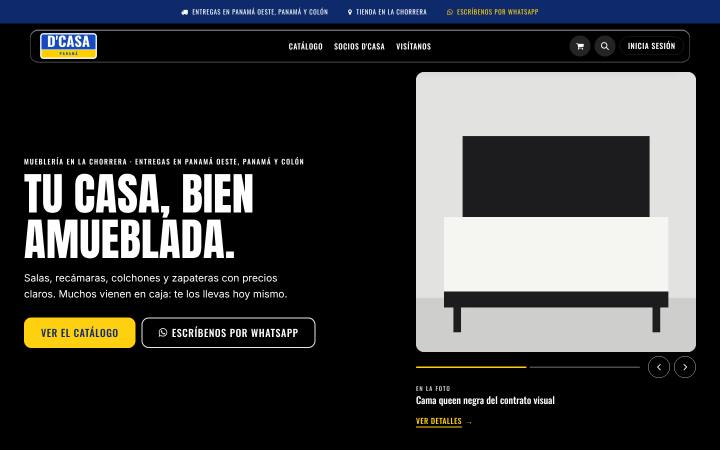 ENTREGAS EN PANAMÁ OESTE, PANAMÁ Y COLÓN
TIENDA EN LA CHORRERA
ESCRÍBENOS POR WHATSAPP
D'CASA
PANAMÁ
CATÁLOGO
SOCIOS D'CASA
VISÍTANOS
INICIA SESIÓN
MUEBLERÍA EN LA CHORRERA · ENTREGAS EN PANAMÁ OESTE, PANAMÁ Y COLÓN
TU CASA, BIEN
AMUEBLADA.
Salas, recámaras, colchones y zapateras con precios
claros. Muchos vienen en caja: te los llevas hoy mismo.
VER EL CATÁLOGO
ESCRÍBENOS POR WHATSAPP
EN LA FOTO
Cama queen negra del contrato visual
VER DETALLES →